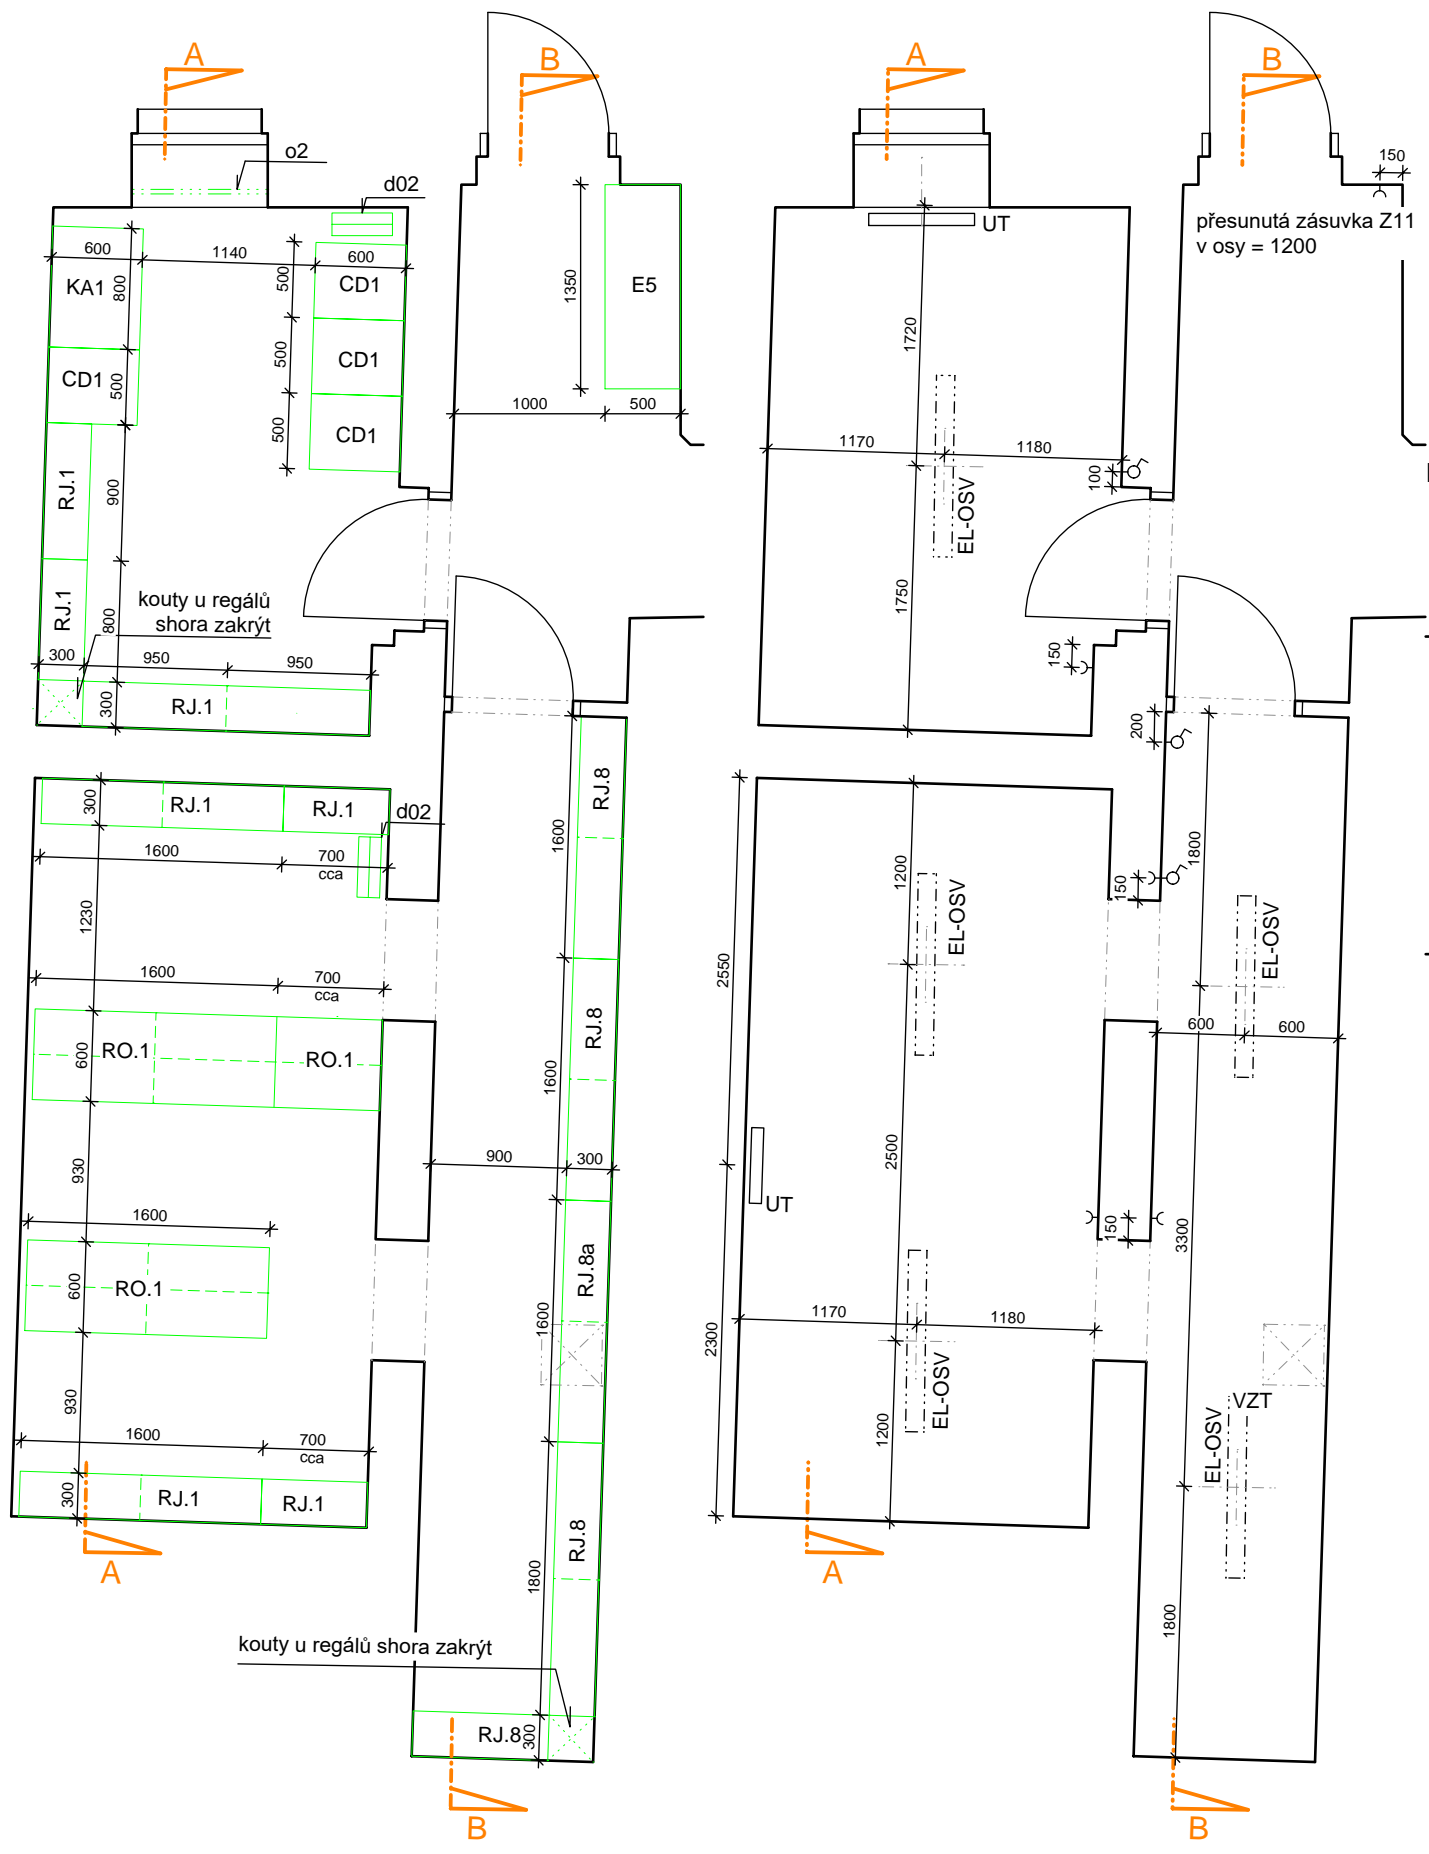 A
B
o2
d02
600
1140
600
KA1
800
500
CD1
1350
E5
CD1
500
500
CD1
500
CD1
1000
500
RJ.1
900
RJ.1
800
kouty u regálů
shora zakrýt
300
950
950
RJ.1
300
300
RJ.1
RJ.1
d02
1600
700
cca
1230
1600
700
cca
RO.1
RO.1
600
930
1600
RO.1
600
930
1600
700
cca
RJ.1
RJ.1
300
A
RJ.8
1600
RJ.8
1600
900
300
RJ.8a
1600
RJ.8
1800
kouty u regálů shora zakrýt
RJ.8
300
B
A
B
150
přesunutá zásuvka Z11
v osy = 1200
UT
1720
1170
1180
100
EL-OSV
1750
150
200
1200
1800
150
EL-OSV
EL-OSV
2550
600
600
2500
UT
150
3300
1170
1180
2300
EL-OSV
1200
VZT
EL-OSV
A
1800
B